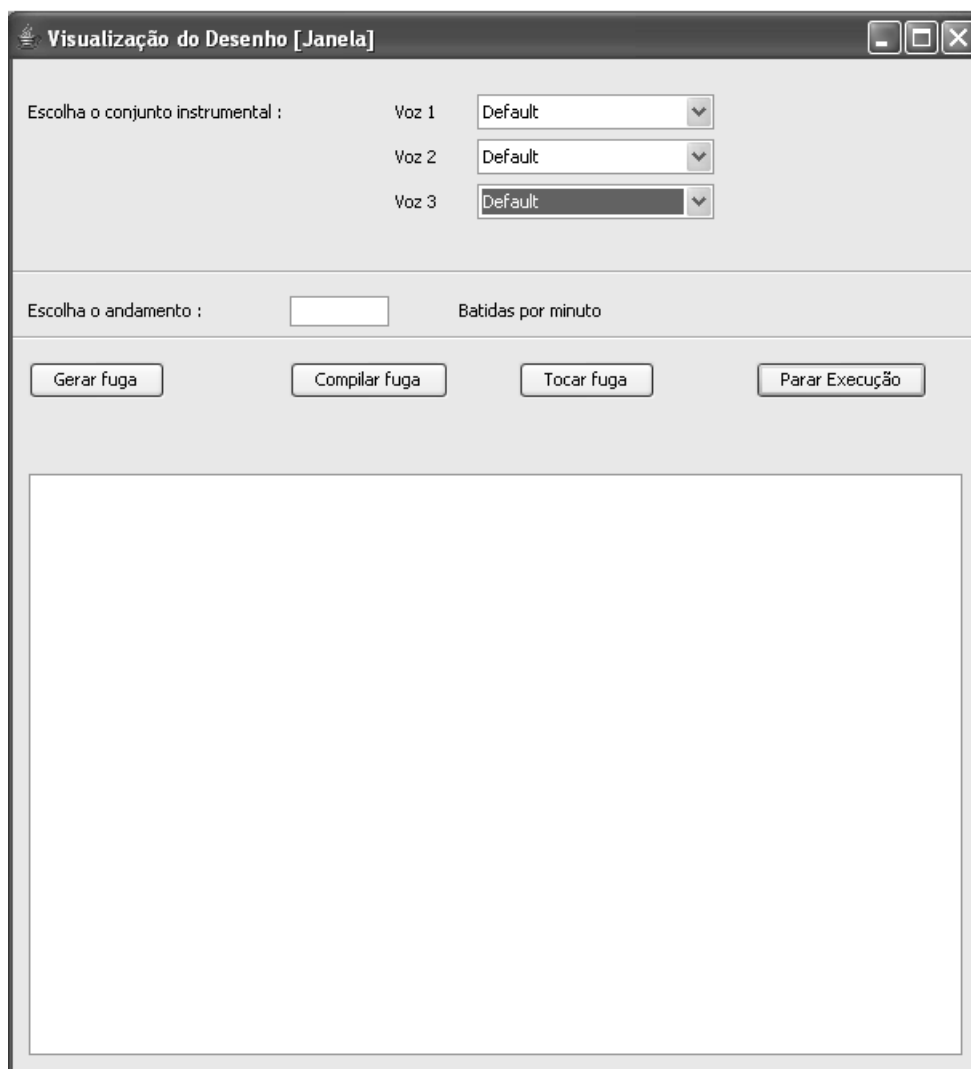 Visualização do Desenho [Janela]
Escolha o conjunto instrumental : Voz 1 Default
Voz 2 Default
Voz 3 Default
Escolha o andamento : Batidas por minuto
Gerar fuga Compilar fuga Tocar fuga Parar Execução